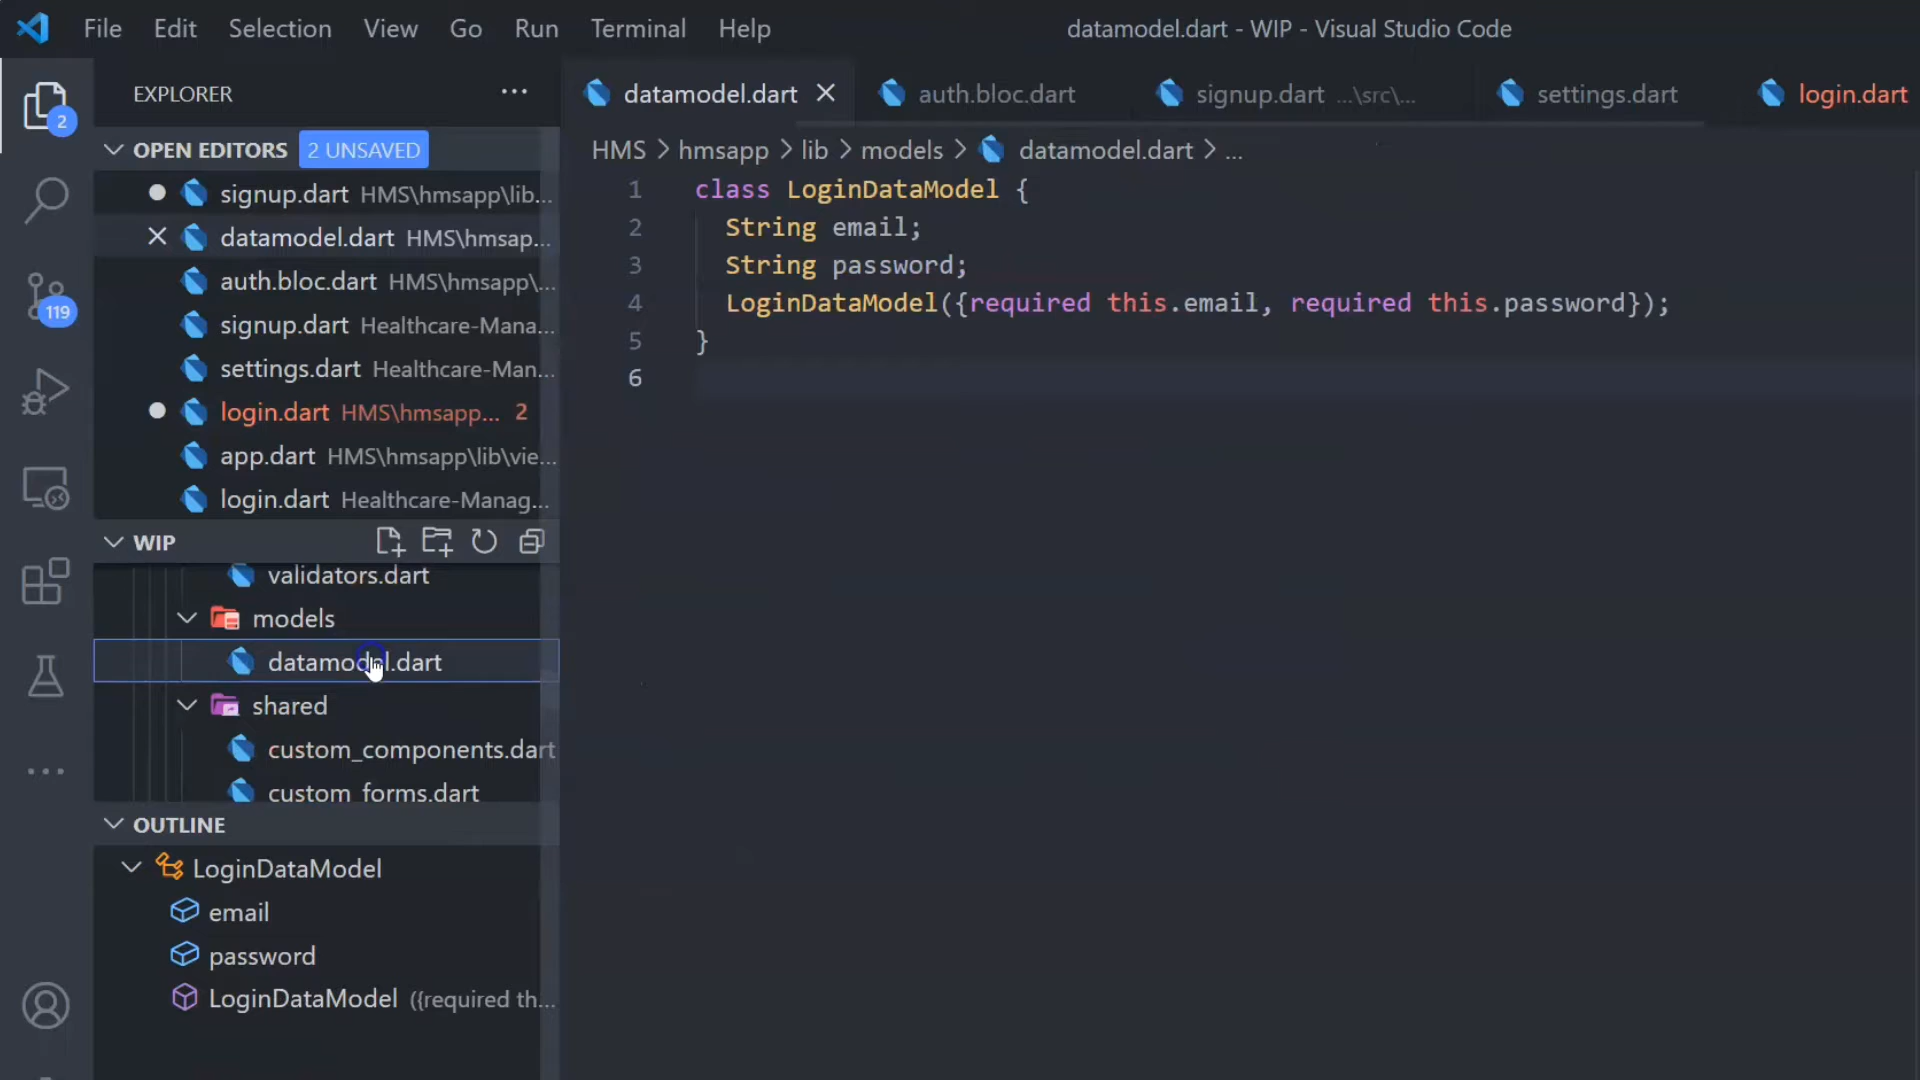 File Edit Selection View Go Run Terminal Help datamodel.dart - WIP - Visual Studio Code
2
119
EXPLORER ...
OPEN EDITORS 2 UNSAVED
signup.dart HMS\hmsapp\lib...
datamodel.dart HMS\hmsap...
auth.bloc.dart HMS\hmsapp\...
signup.dart Healthcare-Mana...
settings.dart Healthcare-Man...
login.dart HMS\hmsapp... 2
app.dart HMS\hmsapp\lib\vie...
login.dart Healthcare-Manag...
WIP
validators.dart
models
datamodel.dart
shared
custom_components.dart
custom_forms.dart
OUTLINE
LoginDataModel
email
password
LoginDataModel ({required th...
datamodel.dart auth.bloc.dart signup.dart ...\src\... settings.dart login.dart
HMS > hmsapp > lib > models > datamodel.dart > ...
1 class LoginDataModel {
2 String email;
3 String password;
4 LoginDataModel({required this.email, required this.password});
5 }
6